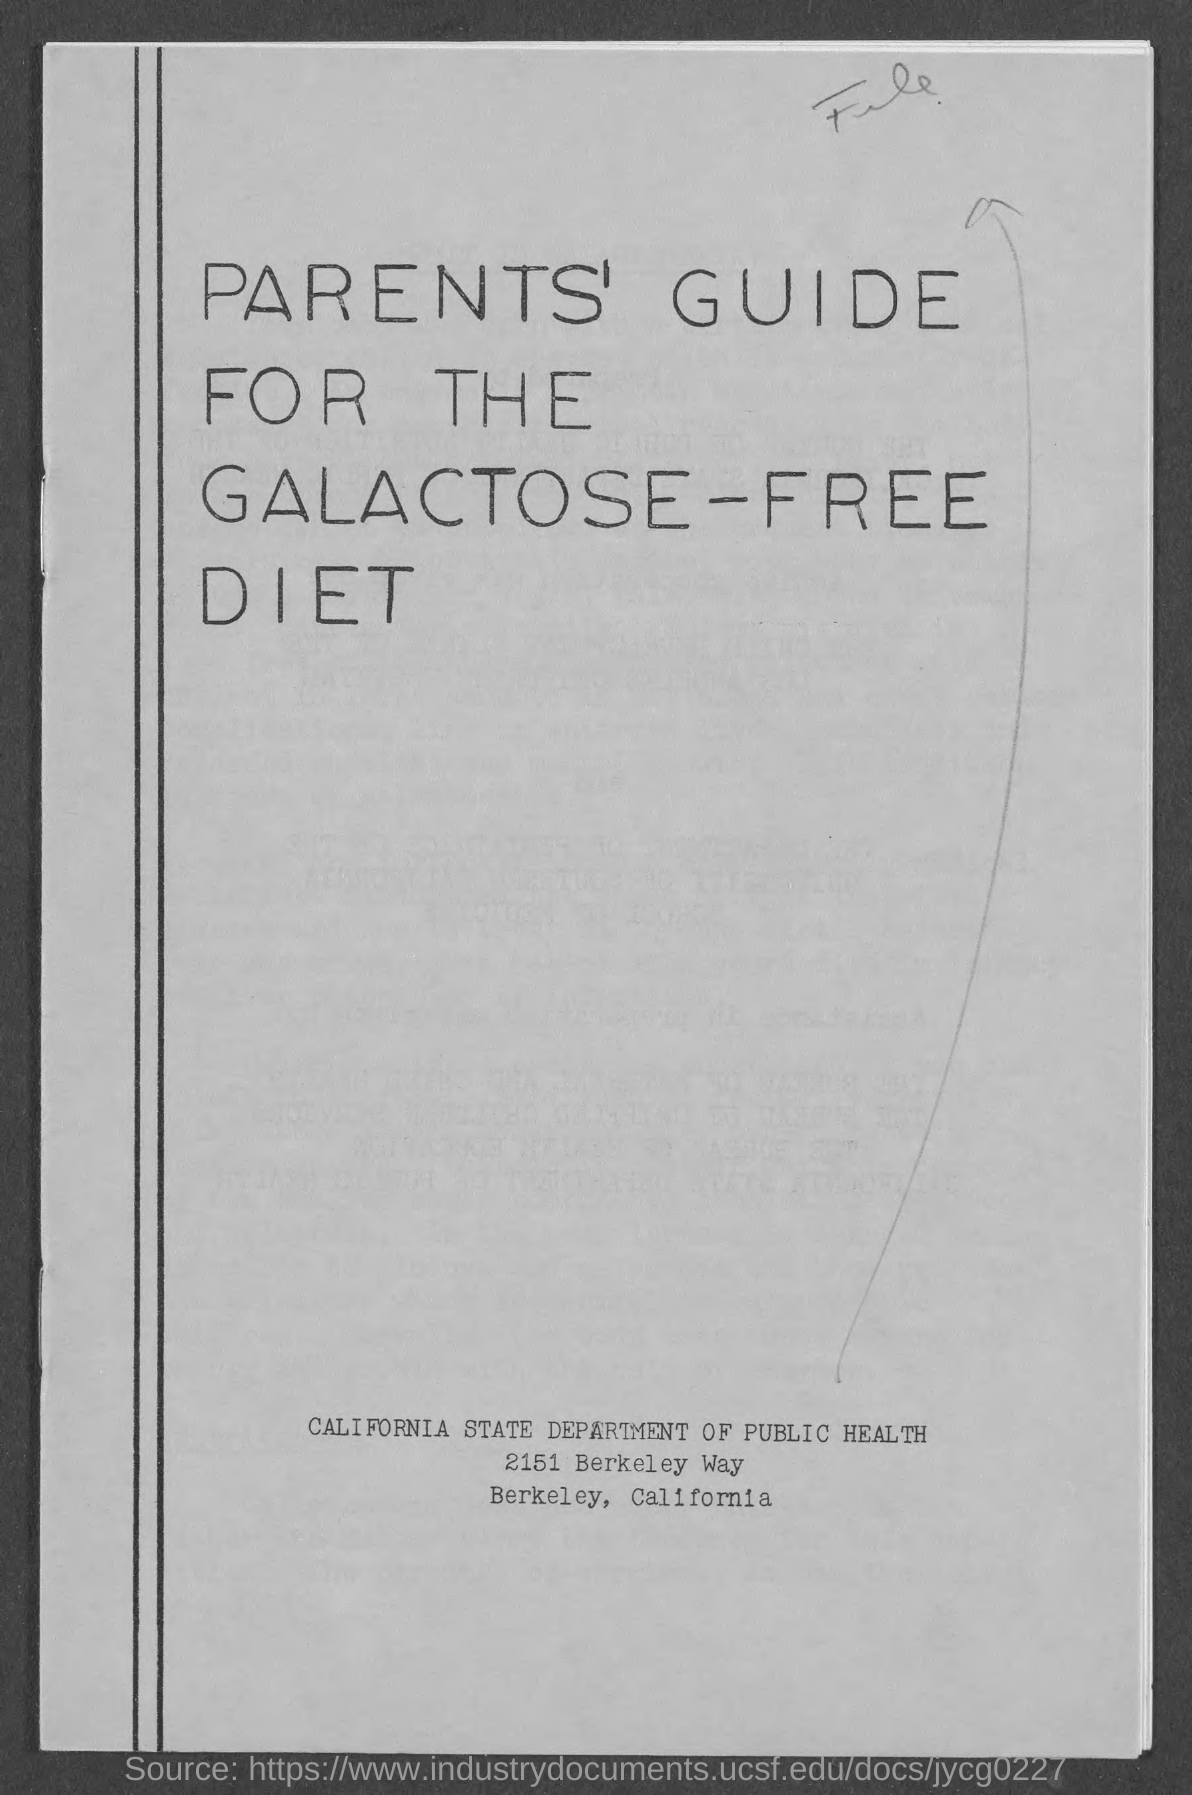 File
PARENTS' GUIDE
FOR THE
GALACTOSE-FREE
DIET
CALIFORNIA STATE DEPARTMENT OF PUBLIC HEALTH
2151 Berkeley Way
Berkeley, California
Source: https://www.industrydocuments.ucsf.edu/docs/jycg0227